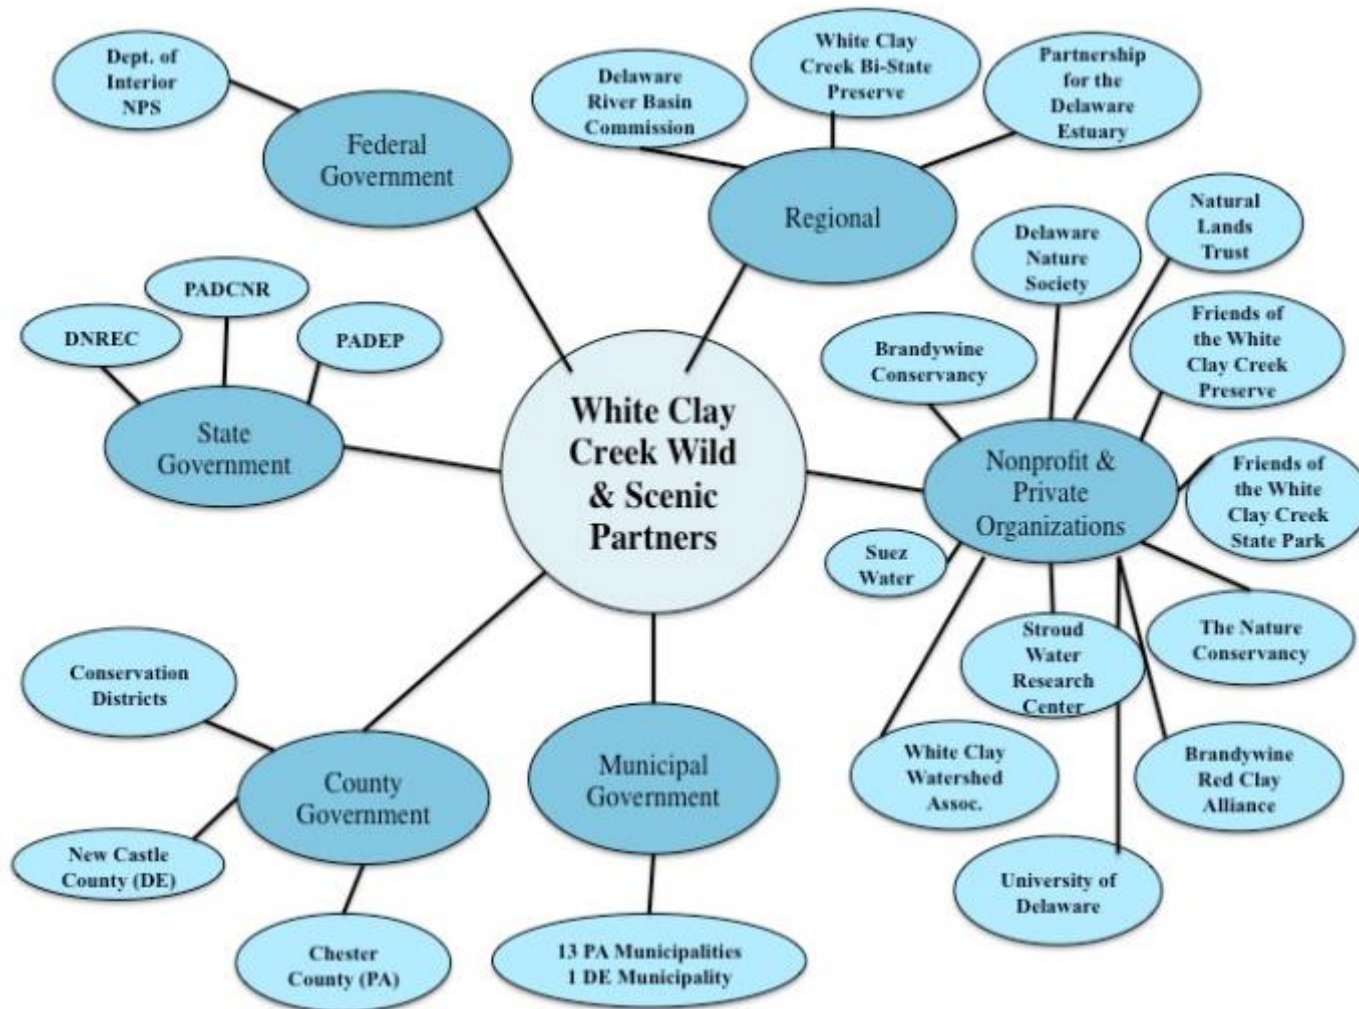 Dept. of
Interior
NPS
Federal
Government
Delaware
River Basin
Commission
White Clay
Creek Bi-State
Preserve
Partnership
for the
Delaware
Estuary
Regional
PADCNR
DNREC
PADEP
State
Government
White Clay
Creek Wild
& Scenic
Partners
Delaware
Nature
Society
Natural
Lands
Trust
Brandywine
Conservancy
Friends of
the White
Clay Creek
Preserve
Nonprofit &
Private
Organizations
Friends of
the White
Clay Creek
State Park
Suez
Water
Stroud
Water
Research
Center
The Nature
Conservancy
White Clay
Watershed
Assoc.
Brandywine
Red Clay
Alliance
University of
Delaware
Conservation
Districts
County
Government
New Castle
County (DE)
Chester
County (PA)
Municipal
Government
13 PA Municipalities
1 DE Municipality